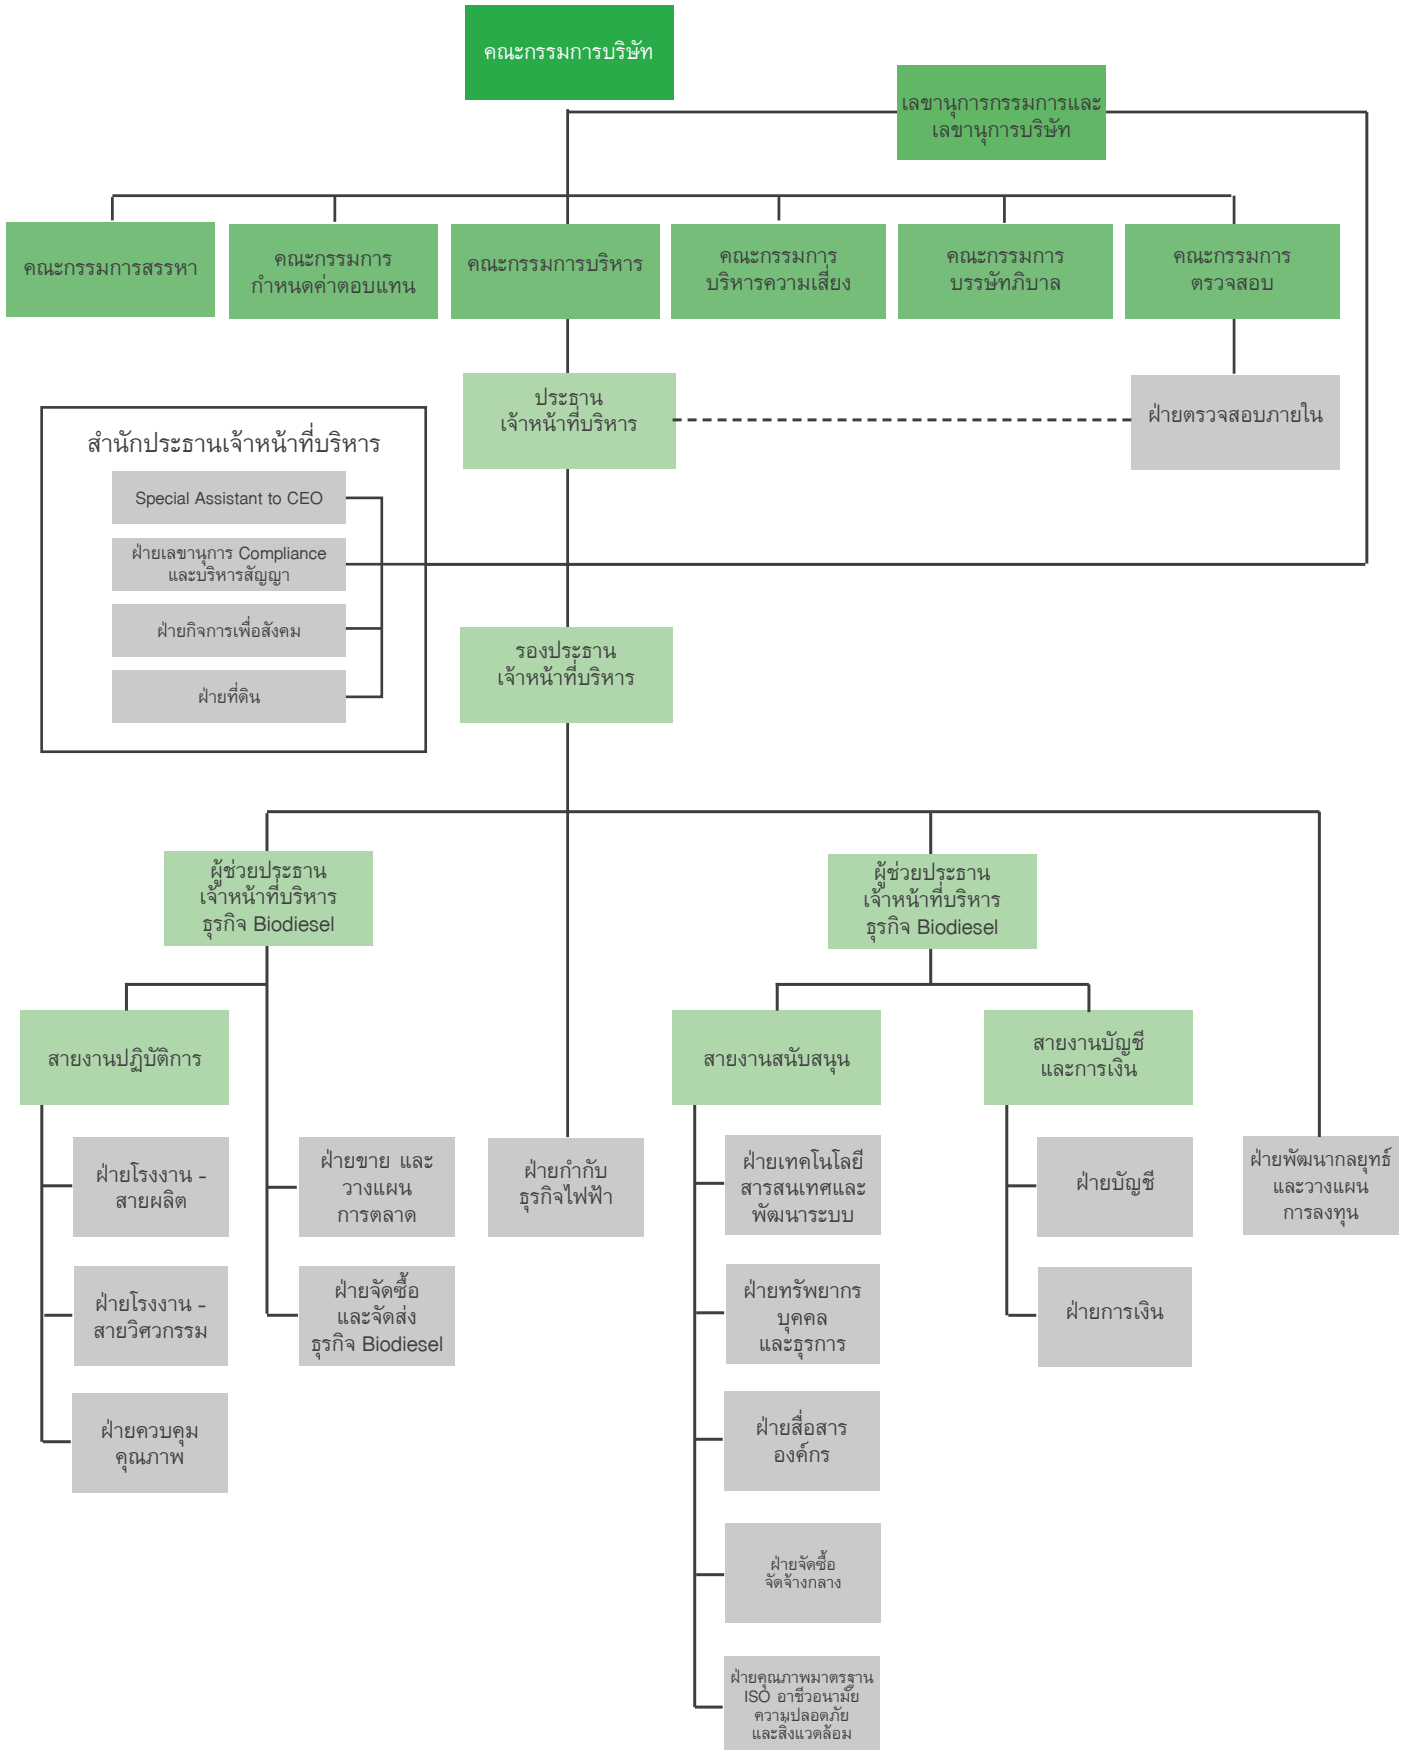 คณะกรรมการบริษัท
เลขานุการกรรมการและ
เลขานุการบริษัท
คณะกรรมการสรรหา
คณะกรรมการ
กำหนดค่าตอบแทน
คณะกรรมการบริหาร
คณะกรรมการ
บริหารความเสี่ยง
คณะกรรมการ
บรรษัทภิบาล
คณะกรรมการ
ตรวจสอบ
ประธาน
เจ้าหน้าที่บริหาร
ฝ่ายตรวจสอบภายใน
สำนักประธานเจ้าหน้าที่บริหาร
Special Assistant to CEO
ฝ่ายเลขานุการ Compliance
และบริหารสัญญา
ฝ่ายกิจการเพื่อสังคม
ฝ่ายที่ดิน
รองประธาน
เจ้าหน้าที่บริหาร
ผู้ช่วยประธาน
เจ้าหน้าที่บริหาร
ธุรกิจ Biodiesel
ผู้ช่วยประธาน
เจ้าหน้าที่บริหาร
ธุรกิจ Biodiesel
สายงานปฏิบัติการ
สายงานสนับสนุน
สายงานบัญชี
และการเงิน
ฝ่ายโรงงาน -
สายผลิต
ฝ่ายขาย และ
วางแผน
การตลาด
ฝ่ายกำกับ
ธุรกิจไฟฟ้า
ฝ่ายเทคโนโลยี
สารสนเทศและ
พัฒนาระบบ
ฝ่ายบัญชี
ฝ่ายพัฒนากลยุทธ์
และวางแผน
การลงทุน
ฝ่ายโรงงาน -
สายวิศวกรรม
ฝ่ายจัดซื้อ
และจัดส่ง
ธุรกิจ Biodiesel
ฝ่ายทรัพยากร
บุคคล
และธุรการ
ฝ่ายการเงิน
ฝ่ายควบคุม
คุณภาพ
ฝ่ายสื่อสาร
องค์กร
ฝ่ายจัดซื้อ
จัดจ้างกลาง
ฝ่ายคุณภาพมาตรฐาน
ISO อาชีวอนามัย
ความปลอดภัย
และสิ่งแวดล้อม